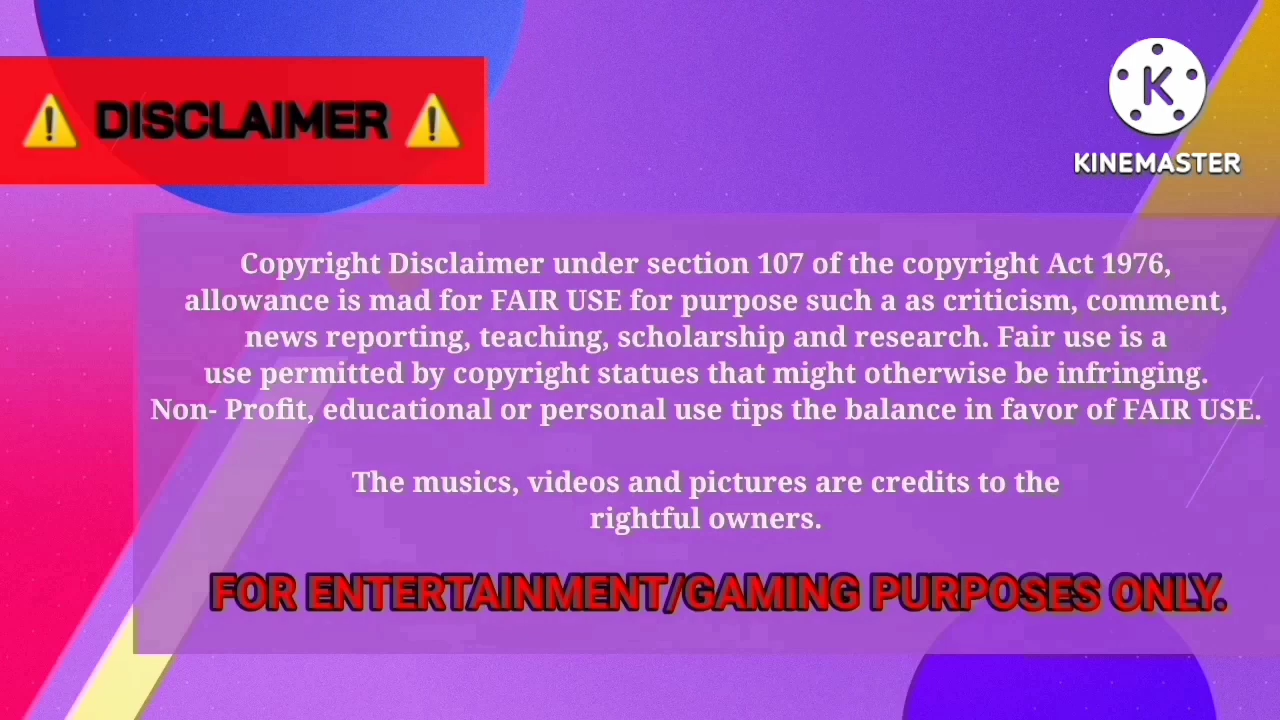 ⚠ DISCLAIMER ⚠
K
KINEMASTER
Copyright Disclaimer under section 107 of the copyright Act 1976,
allowance is mad for FAIR USE for purpose such a as criticism, comment,
news reporting, teaching, scholarship and research. Fair use is a
use permitted by copyright statues that might otherwise be infringing.
Non- Profit, educational or personal use tips the balance in favor of FAIR USE.
The musics, videos and pictures are credits to the
rightful owners.
FOR ENTERTAINMENT/GAMING PURPOSES ONLY.